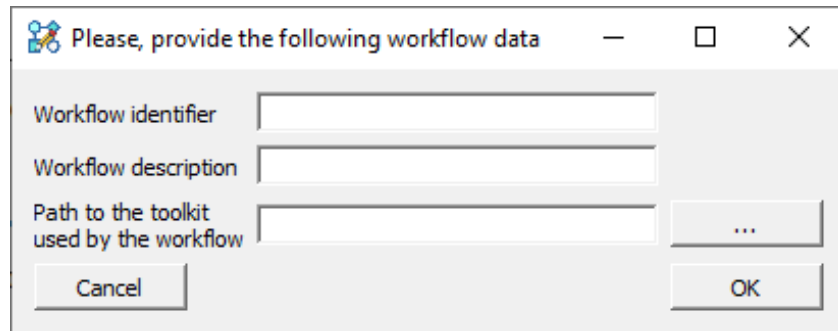 Please, provide the following workflow data
Workflow identifier
Workflow description
Path to the toolkit
used by the workflow
...
Cancel
OK